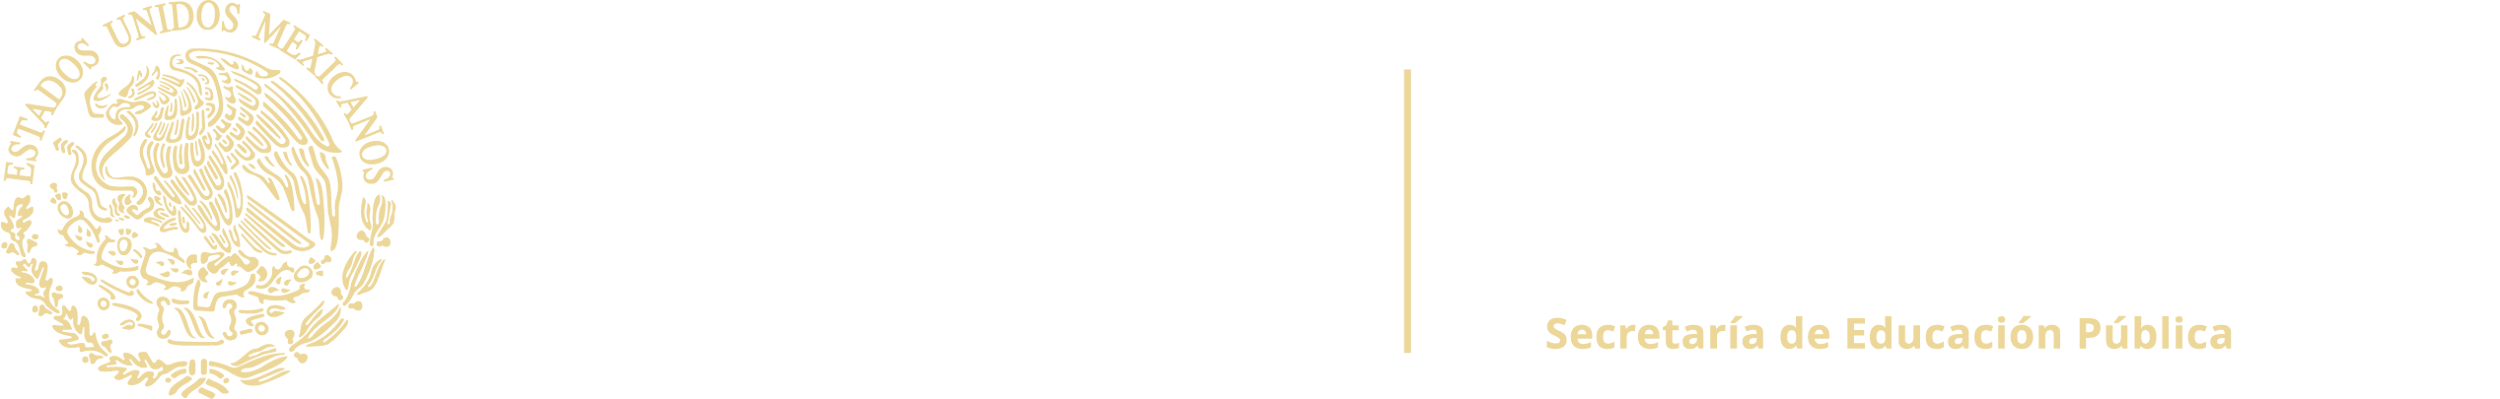 ESTADOS UNIDOS MEXICANOS
Secretaría de Educación Pública